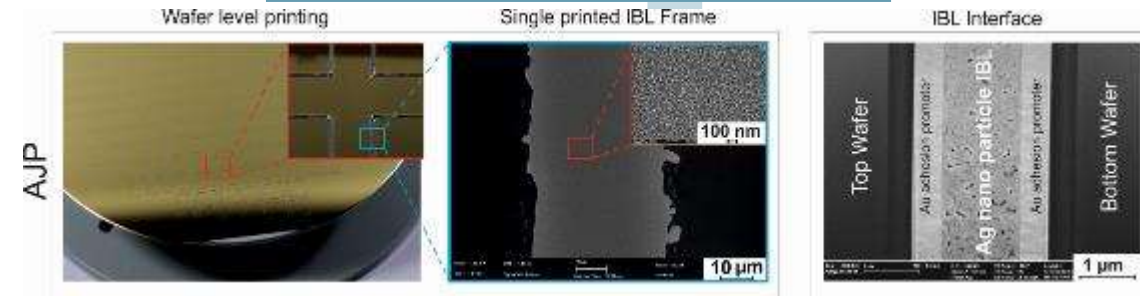 Wafer level printing
Single printed IBL Frame
IBL Interface
AJP
100 nm
10 µm
Top Wafer
Au adhesion promoter
Ag nano particle IBL
Au adhesion promoter
Bottom Wafer
1 µm